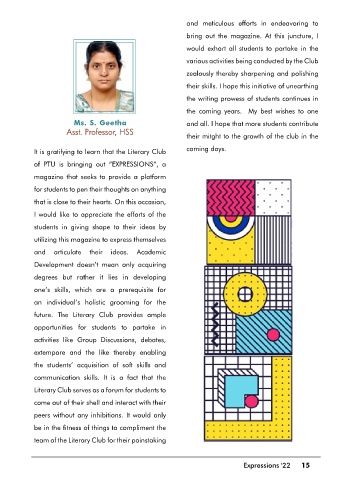 Ms. S. Geetha
Asst. Professor, HSS
It is gratifying to learn that the Literary Club
of PTU is bringing out "EXPRESSIONS", a
magazine that seeks to provide a platform
for students to pen their thoughts on anything
that is close to their hearts. On this occasion,
I would like to appreciate the efforts of the
students in giving shape to their ideas by
utilizing this magazine to express themselves
and articulate their ideas. Academic
Development doesn't mean only acquiring
degrees but rather it lies in developing
one's skills, which are a prerequisite for
an individual's holistic grooming for the
future. The Literary Club provides ample
opportunities for students to partake in
activities like Group Discussions, debates,
extempore and the like thereby enabling
the students' acquisition of soft skills and
communication skills. It is a fact that the
Literary Club serves as a forum for students to
come out of their shell and interact with their
peers without any inhibitions. It would only
be in the fitness of things to compliment the
team of the Literary Club for their painstaking
and meticulous efforts in endeavoring to
bring out the magazine. At this juncture, I
would exhort all students to partake in the
various activities being conducted by the Club
zealously thereby sharpening and polishing
their skills. I hope this initiative of unearthing
the writing prowess of students continues in
the coming years. My best wishes to one
and all. I hope that more students contribute
their mitght to the growth of the club in the
coming days.
Expressions '22 15